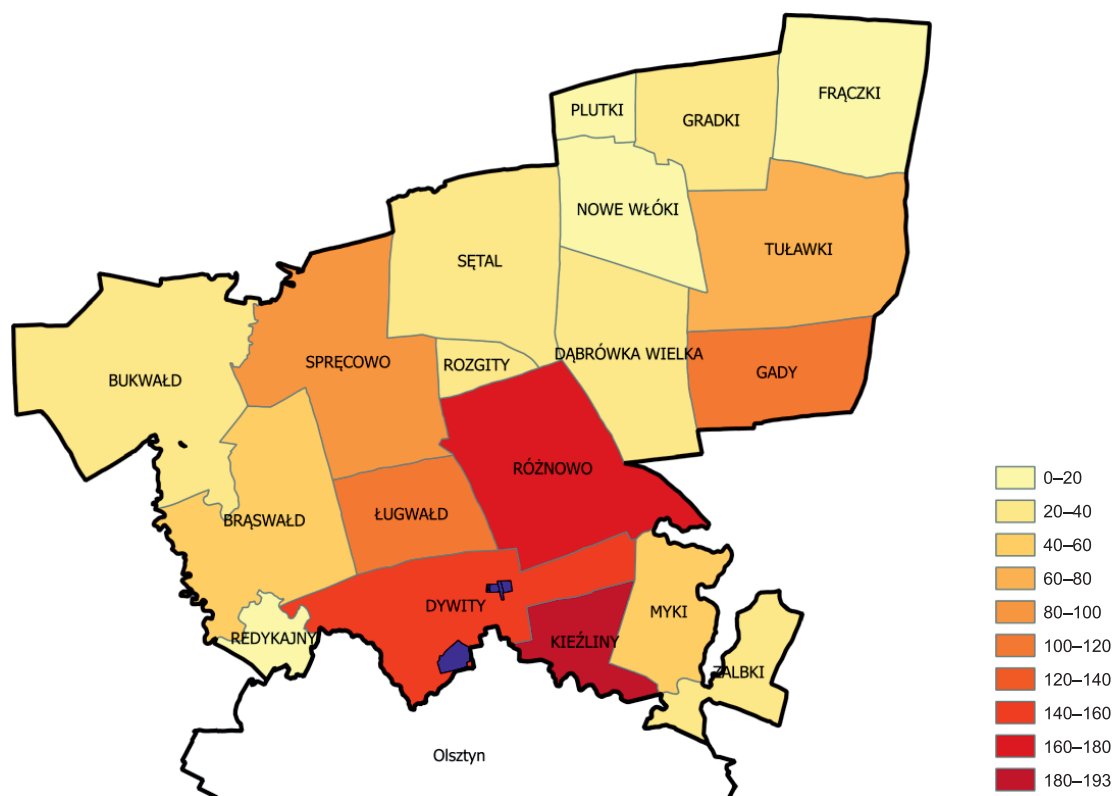 FRĄCZKI
PLUTKI
GRADKI
NOWE WŁÓKI
TUŁAWKI
SĘTAL
DĄBRÓWKA WIELKA
SPRĘCOWO
ROZGITY
GADY
BUKWAŁD
RÓŻNOWO
ŁUGWAŁD
BRĄSWAŁD
DYWITY
MYKI
REDYKAJNY
KIEŹLINY
ZALBKI
Olsztyn
0–20
20–40
40–60
60–80
80–100
100–120
120–140
140–160
160–180
180–193